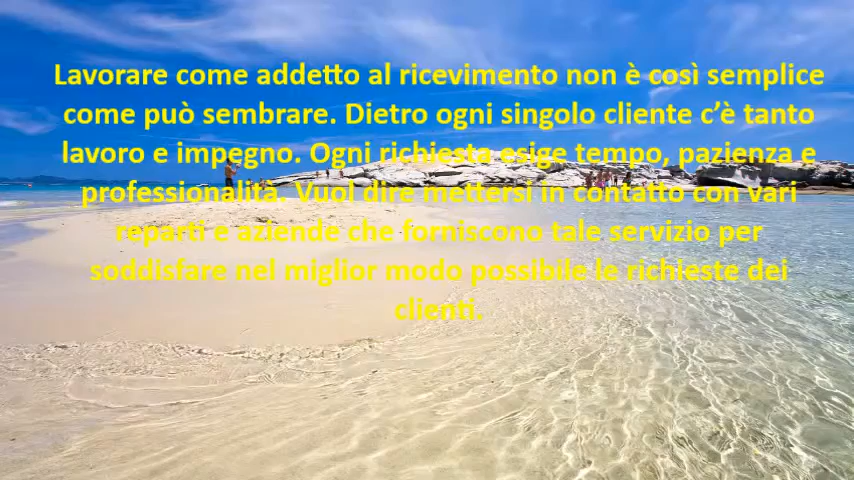 Lavorare come addetto al ricevimento non è così semplice
come può sembrare. Dietro ogni singolo cliente c’è tanto
lavoro e impegno. Ogni richiesta esige tempo, pazienza e
professionalità. Vuol dire mettersi in contatto con vari
reparti e aziende che forniscono tale servizio per
soddisfare nel miglior modo possibile le richieste dei
clienti.